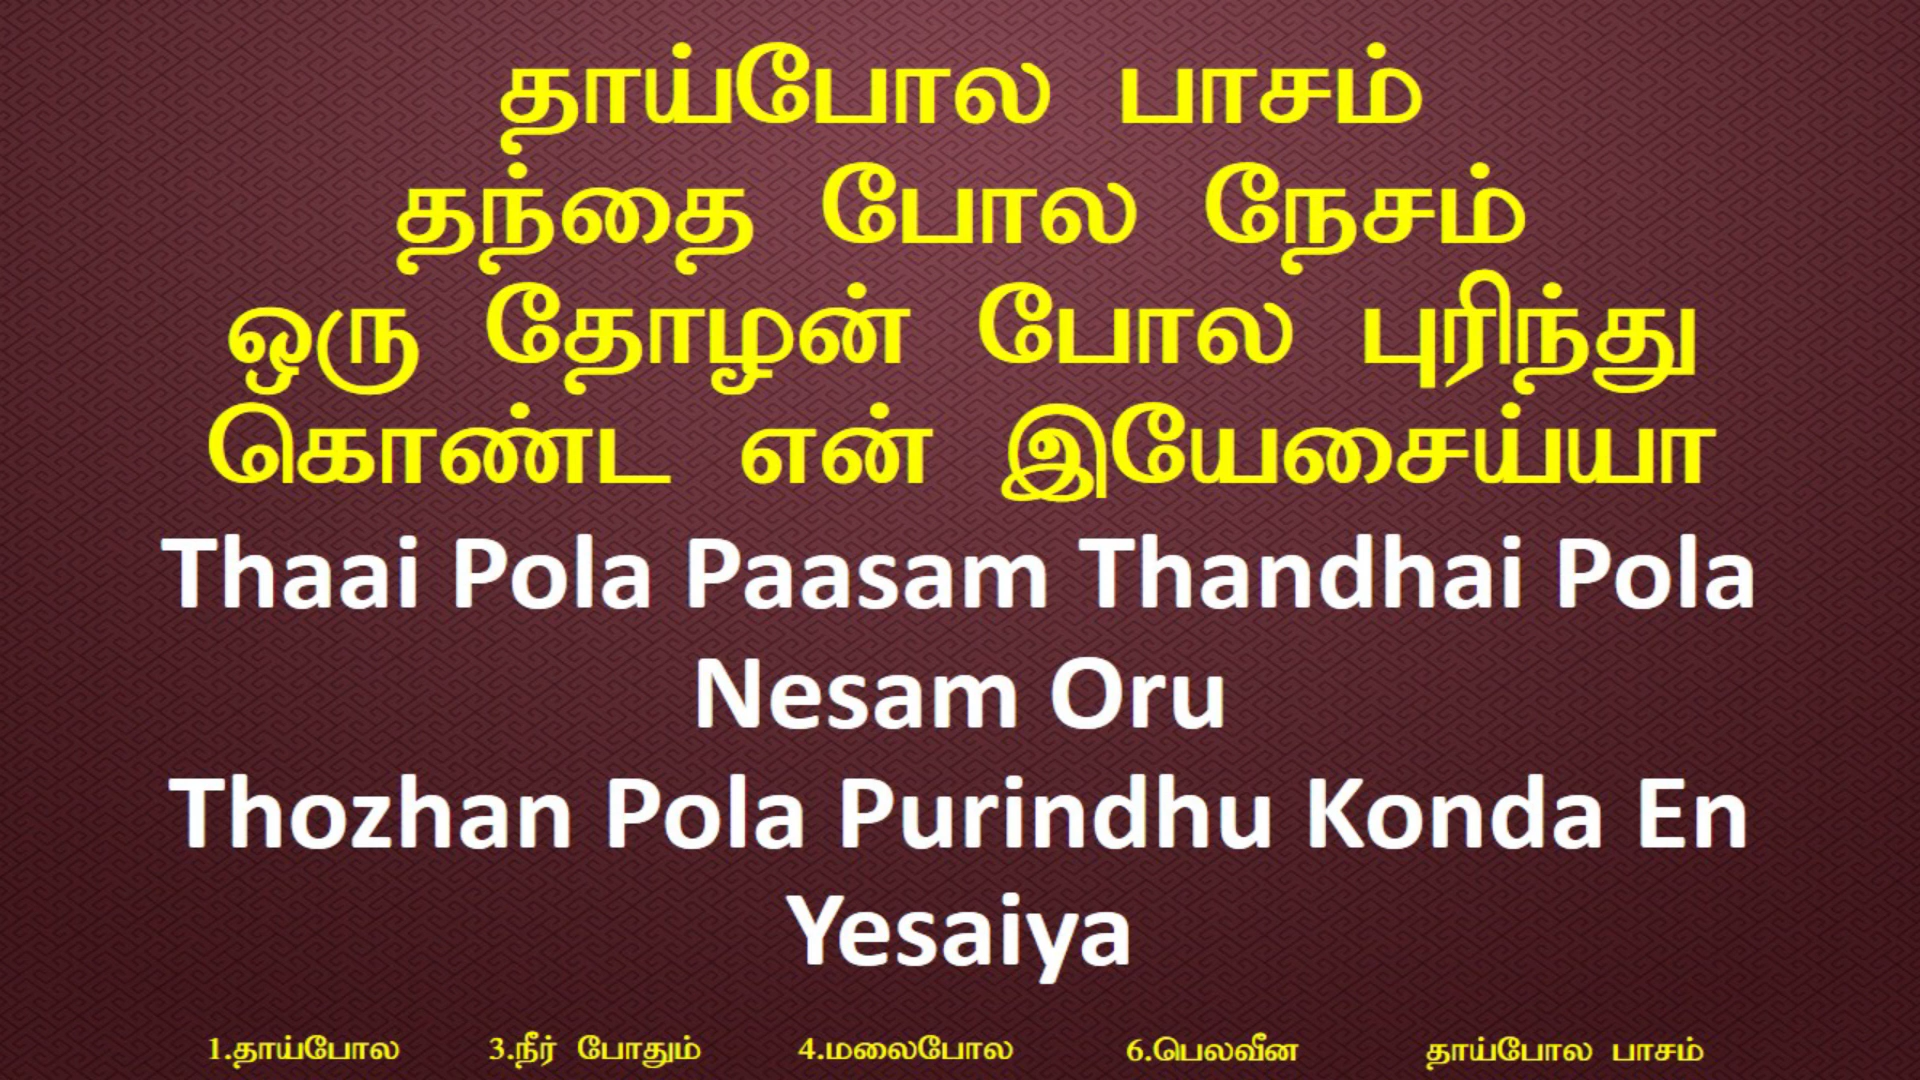 தாய்போல பாசம்
தந்தை போல நேசம்
ஒரு தோழன் போல புரிந்து
கொண்ட என் இயேசைய்யா
Thaai Pola Paasam Thandhai Pola
Nesam Oru
Thozhan Pola Purindhu Konda En
Yesaiya
1.தாய்போல 3.நீர் போதும் 4.மலைபோல 6.பெலவீன தாய்போல பாசம்